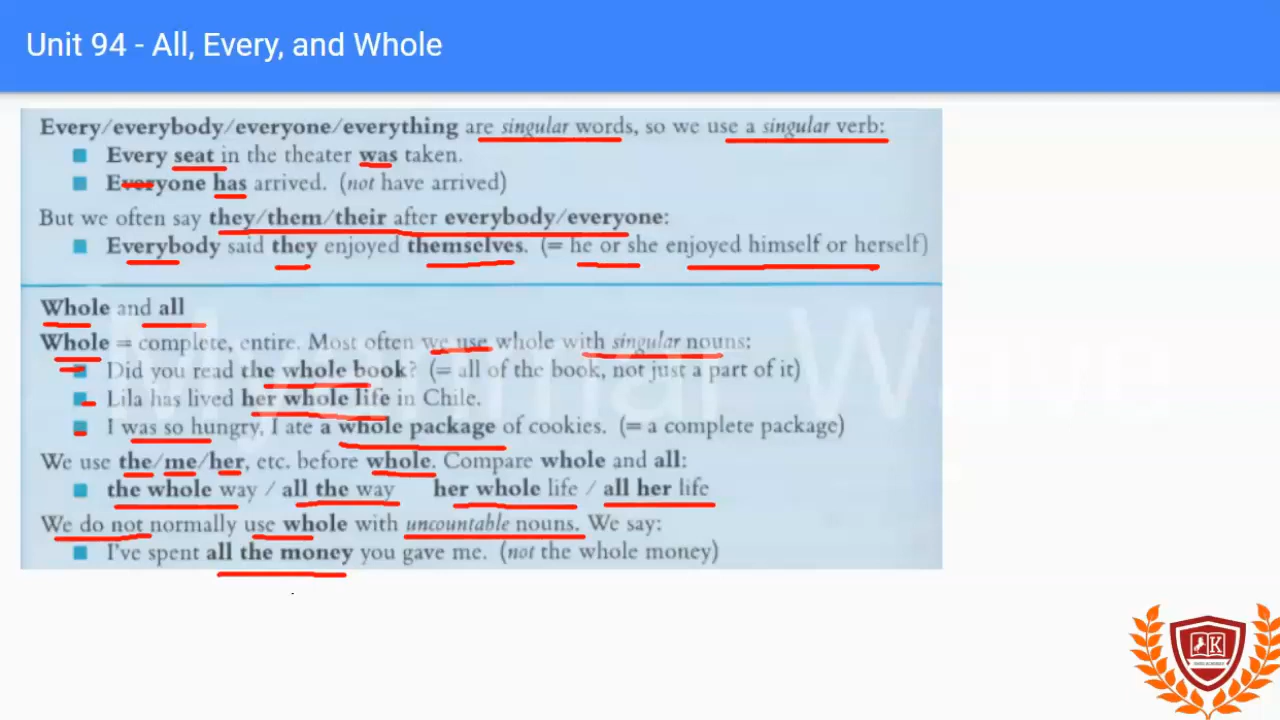 Unit 94 - All, Every, and Whole
Every/everybody/everyone/everything are singular words, so we use a singular verb:
Every seat in the theater was taken.
Everyone has arrived. (not have arrived)
But we often say they/them/their after everybody/everyone:
Everybody said they enjoyed themselves. (= he or she enjoyed himself or herself)
Whole and all
Whole = complete, entire. Most often we use whole with singular nouns:
Did you read the whole book? (= all of the book, not just a part of it)
Lila has lived her whole life in Chile.
I was so hungry, I ate a whole package of cookies. (= a complete package)
We use the/me/her, etc. before whole. Compare whole and all:
the whole way / all the way her whole life / all her life
We do not normally use whole with uncountable nouns. We say:
I've spent all the money you gave me. (not the whole money)
K